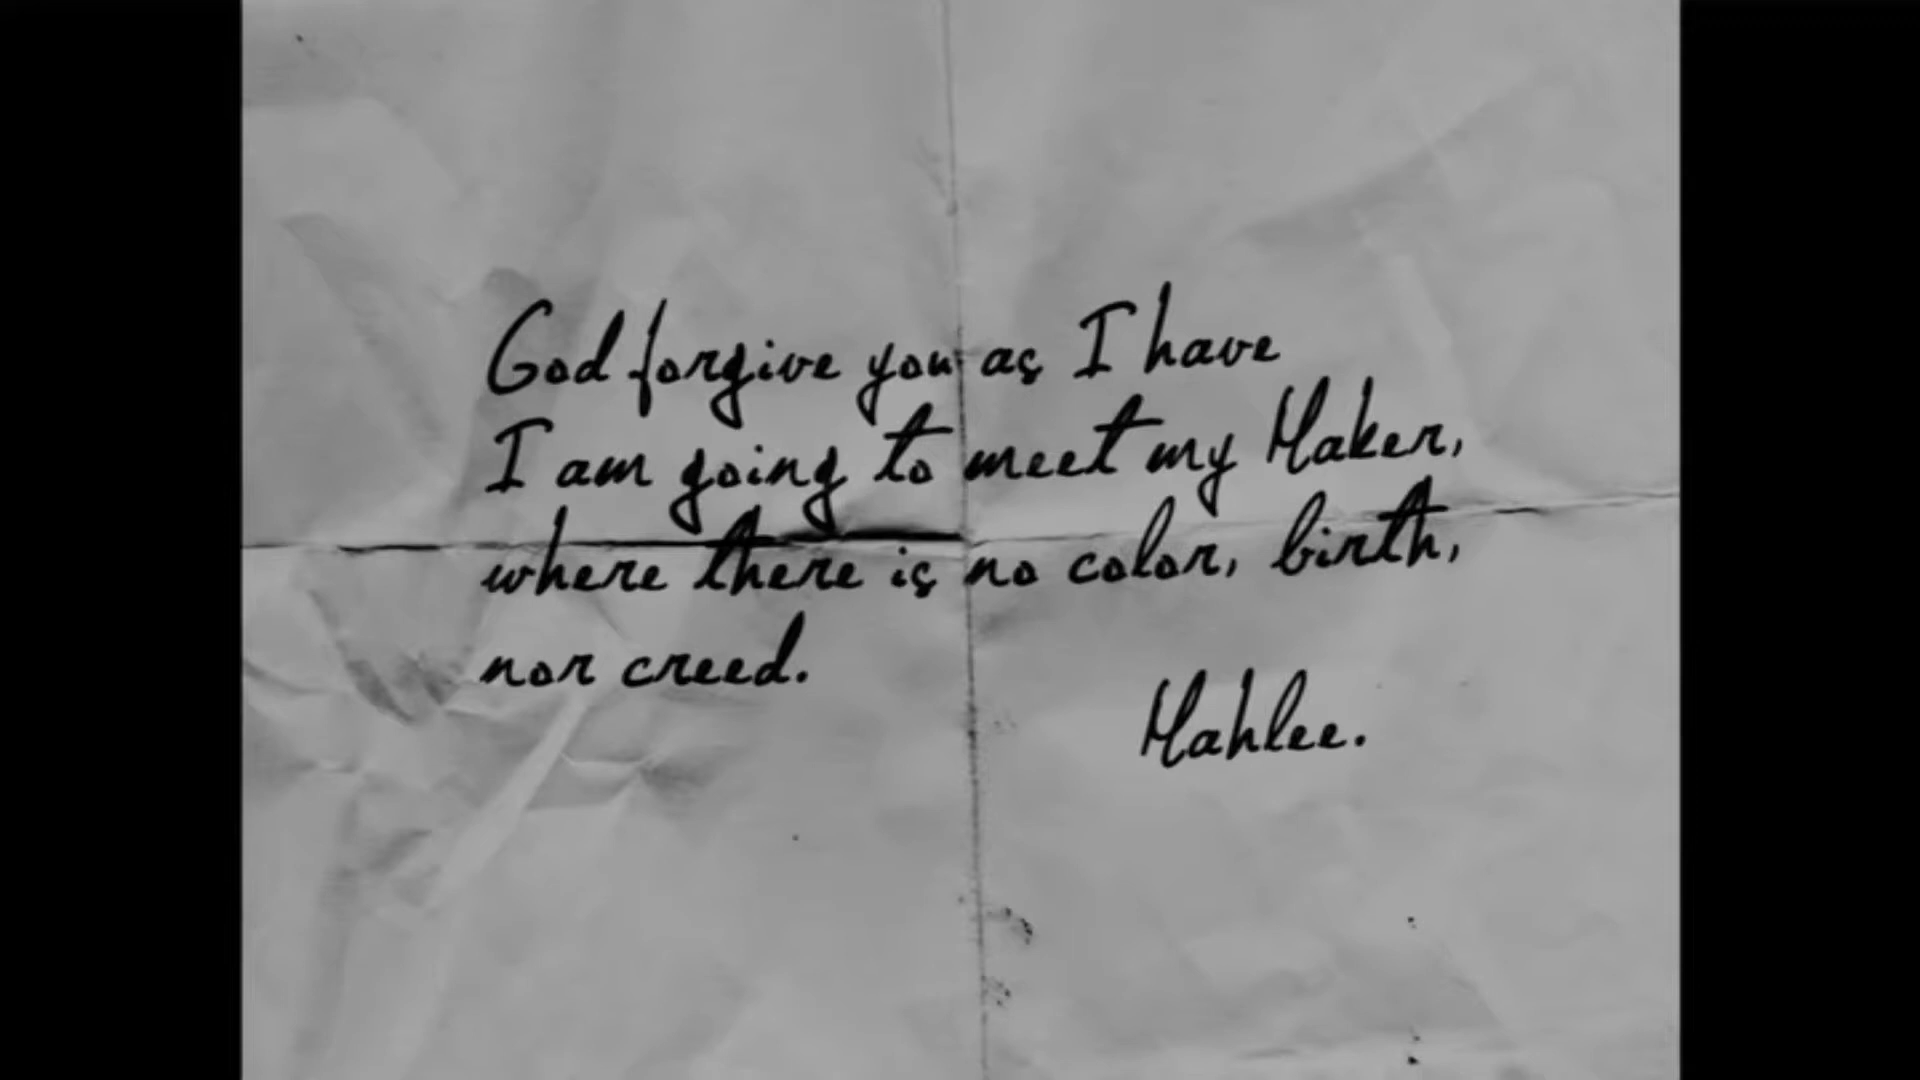 God forgive you as I have
I am going to meet my Maker,
where there is no color, birth,
nor creed.
Mahlee.